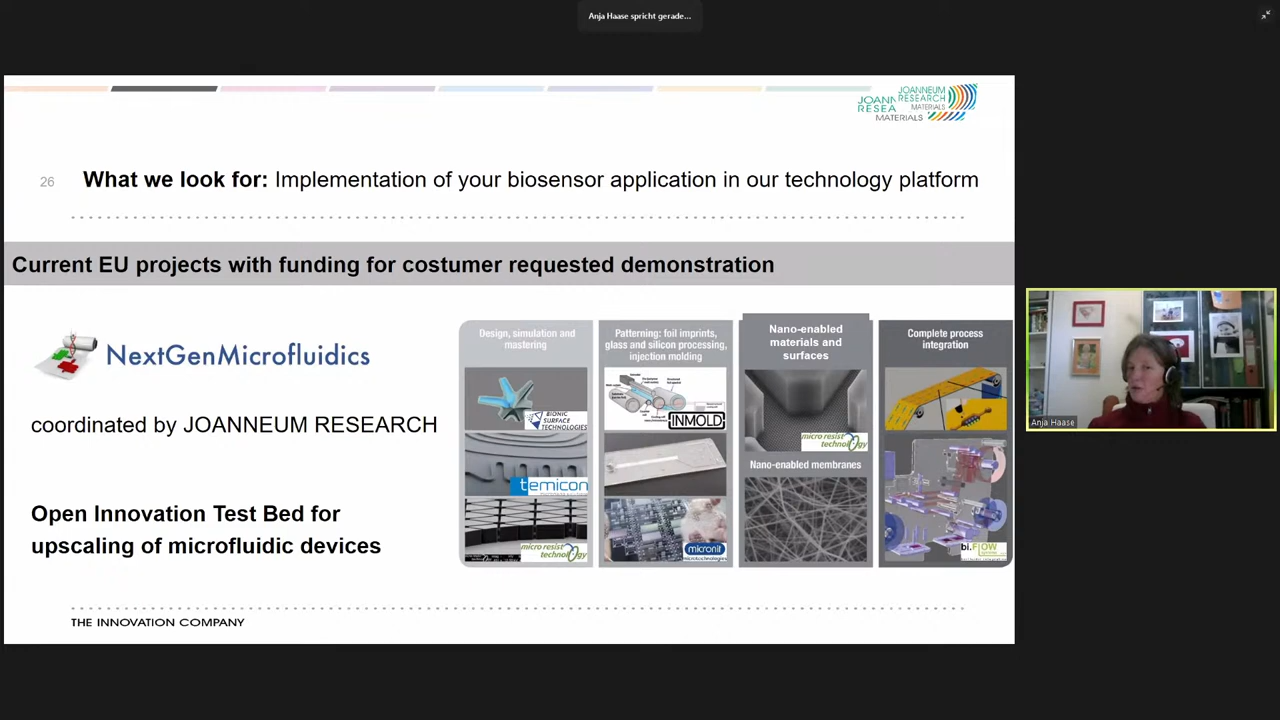 Anja Haase spricht gerade...
JOANNEUM
RESEARCH
MATERIALS
JOANN
RESEA
MATERIALS
26
What we look for: Implementation of your biosensor application in our technology platform
Current EU projects with funding for costumer requested demonstration
NextGenMicrofluidics
coordinated by JOANNEUM RESEARCH
Open Innovation Test Bed for
upscaling of microfluidic devices
Design, simulation and
mastering
BIONIC
SURFACE
TECHNOLOGIES
temicon
micro resist
technology
Patterning: foil imprints,
glass and silicon processing,
injection molding
INMOLD
micronit
Nano-enabled
materials and
surfaces
micro resist
technology
Nano-enabled membranes
Complete process
integration
bi.FLOW
Anja Haase
THE INNOVATION COMPANY